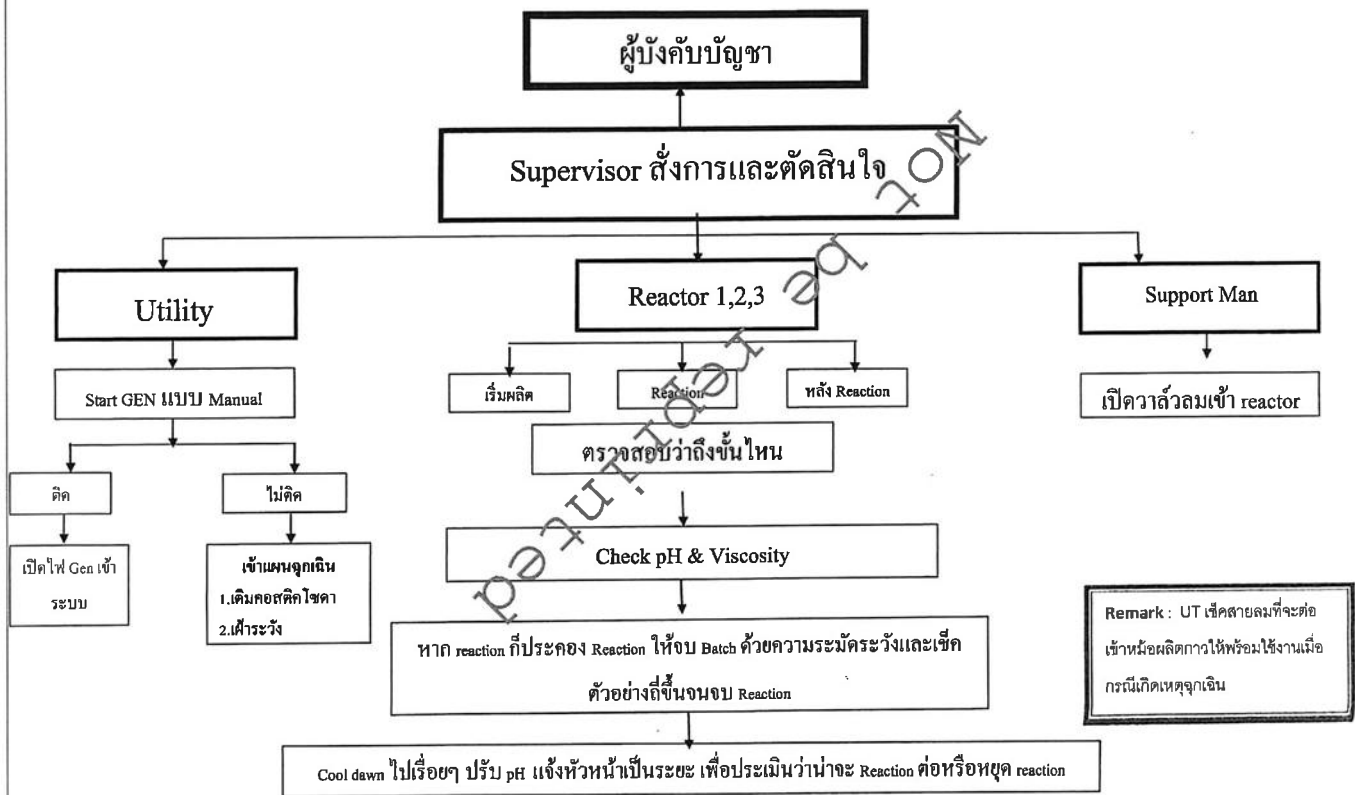 ผู้บังคับบัญชา
Supervisor สั่งการและตัดสินใจ
Utility
Reactor 1,2,3
Support Man
Start GEN แบบ Manual
เริ่มผลิต
Reaction
หลัง Reaction
เปิดวาล์วลมเข้า reactor
ตรวจสอบว่าถึงขั้นไหน
ติด
ไม่ติด
Check pH & Viscosity
เปิดไฟ Gen เข้า
ระบบ
เข้าแผนฉุกเฉิน
1.เติมคอสติกโซดา
2.เฝ้าระวัง
หาก reaction ก็ประคอง Reaction ให้จบ Batch ด้วยความระมัดระวังและเช็ค
ตัวอย่างถี่ขึ้นจนจบ Reaction
Remark : UT เช็คสายลมที่จะต่อ
เข้าหม้อผลิตกาวให้พร้อมใช้งานเมื่อ
กรณีเกิดเหตุฉุกเฉิน
Cool dawn ไปเรื่อยๆ ปรับ pH แจ้งหัวหน้าเป็นระยะ เพื่อประเมินว่าน่าจะ Reaction ต่อหรือหยุด reaction
Not be reprinted